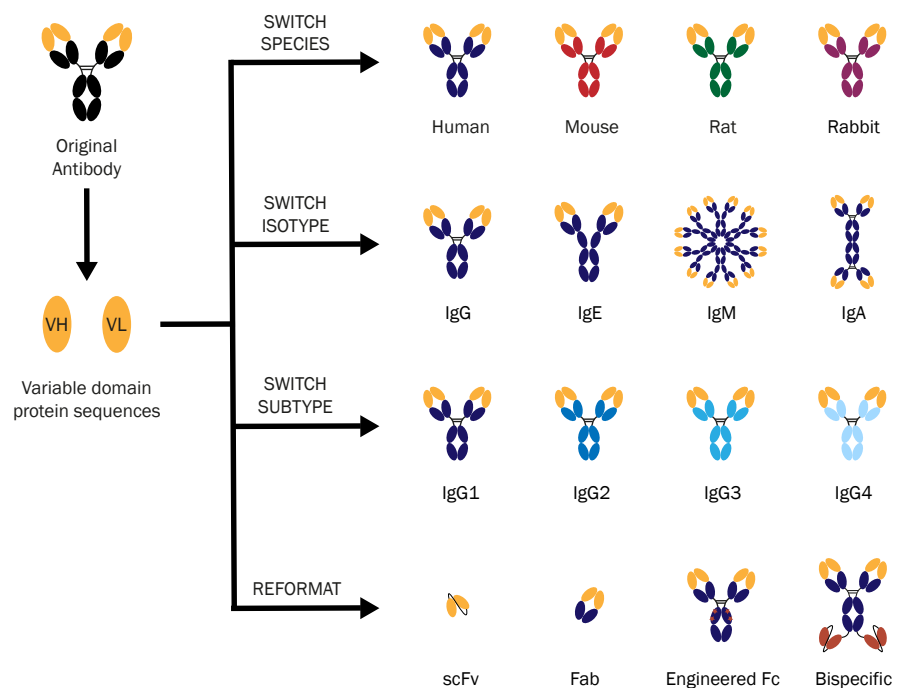 Original
Antibody
VH
VL
Variable domain
protein sequences
SWITCH
SPECIES
Human
Mouse
Rat
Rabbit
SWITCH
ISOTYPE
IgG
IgE
IgM
IgA
SWITCH
SUBTYPE
IgG1
IgG2
IgG3
IgG4
REFORMAT
scFv
Fab
Engineered Fc
Bispecific